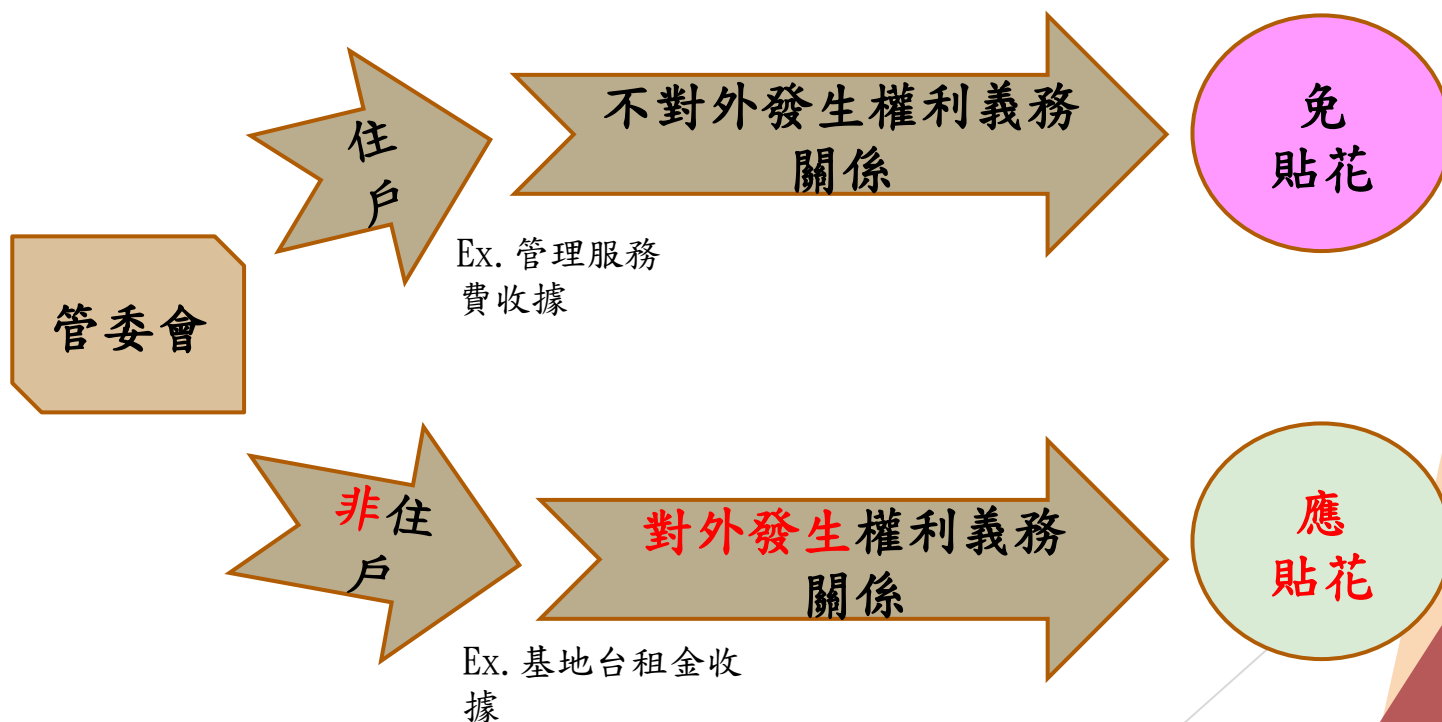 管委會
住
戶
Ex. 管理服務
費收據
不對外發生權利義務
關係
免
貼花
非住
戶
Ex. 基地台租金收
據
對外發生權利義務
關係
應
貼花